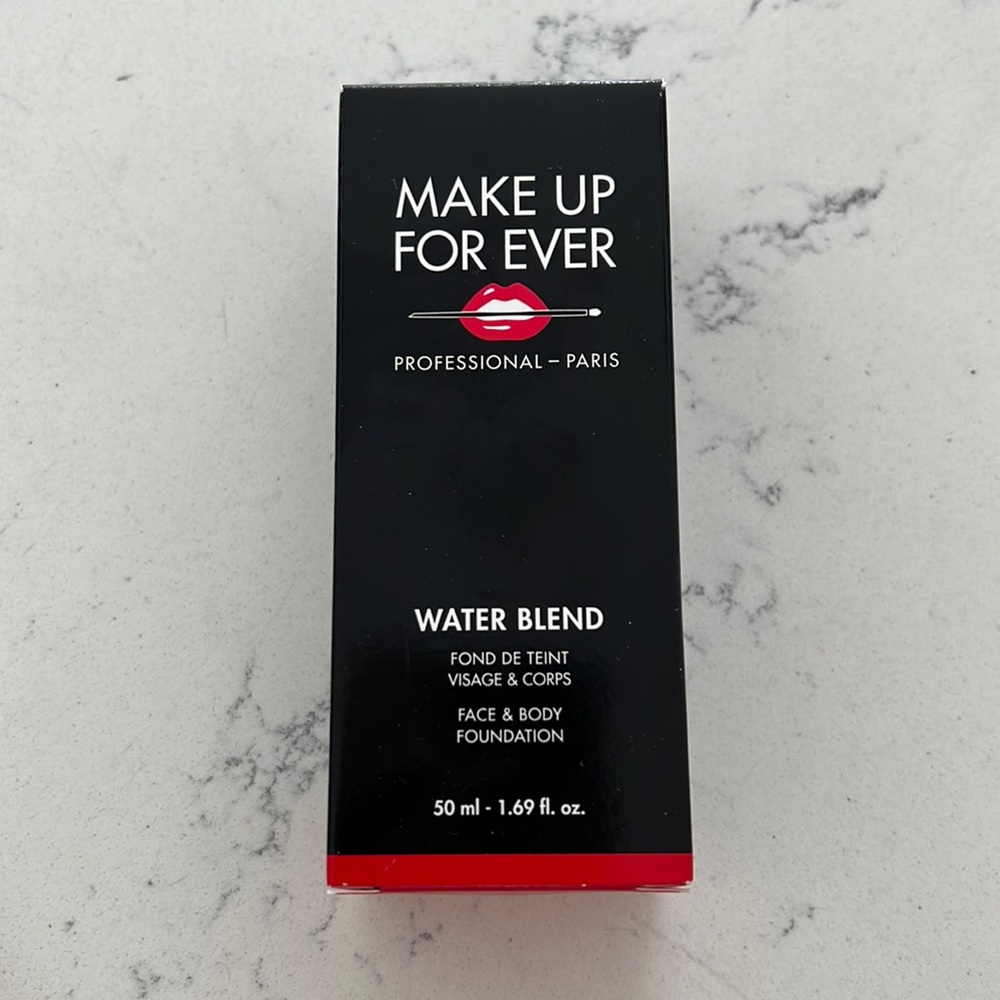 MAKE UP
FOR EVER
PROFESSIONAL – PARIS
WATER BLEND
FOND DE TEINT
VISAGE & CORPS
FACE & BODY
FOUNDATION
50 ml - 1.69 fl. oz.